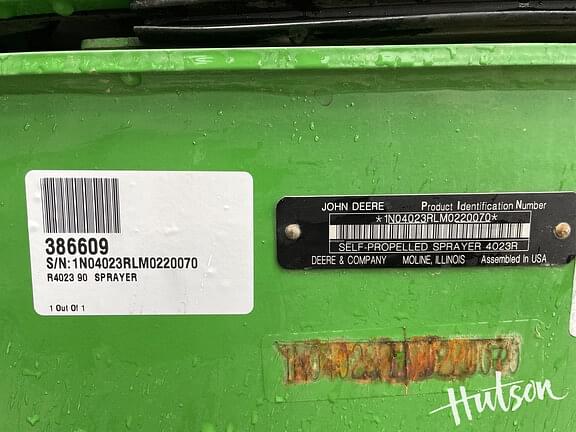 386609
S/N:1N04023RLM0220070
R4023 90 SPRAYER
1 Out Of 1
JOHN DEERE Product Identification Number
*1N04023RLM0220070*
SELF-PROPELLED SPRAYER 4023R
DEERE & COMPANY MOLINE, ILLINOIS Assembled In USA
Hutson